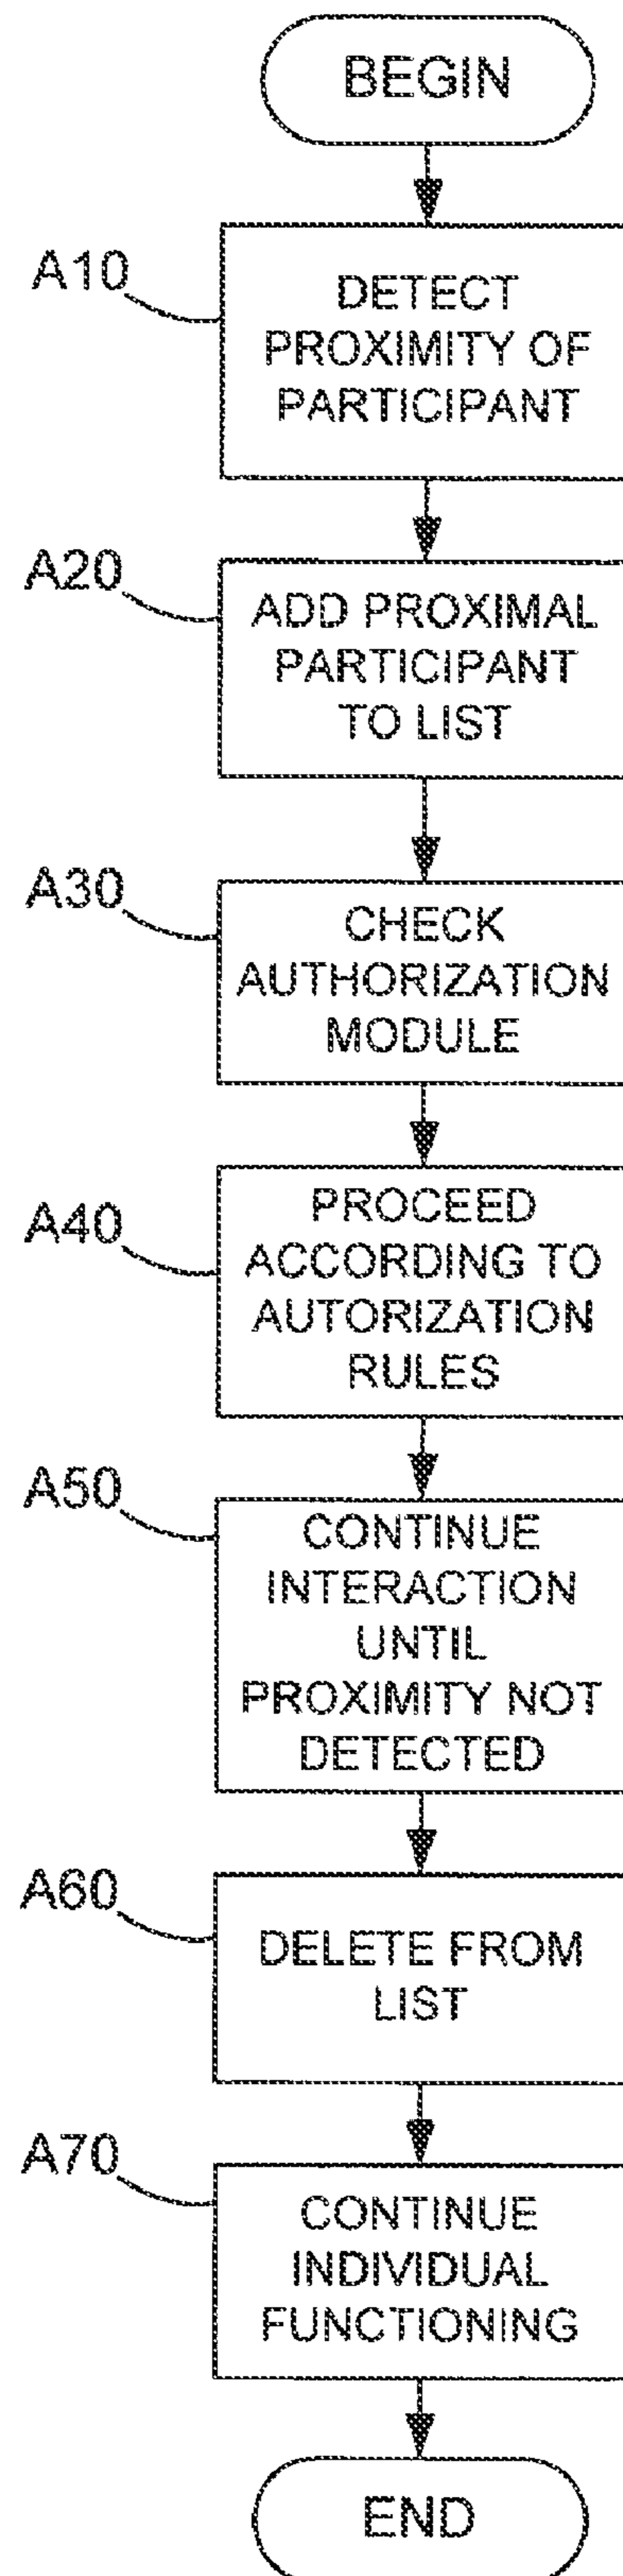 BEGIN
A10
DETECT
PROXIMITY OF
PARTICIPANT
A20
ADD PROXIMAL
PARTICIPANT
TO LIST
A30
CHECK
AUTHORIZATION
MODULE
A40
PROCEED
ACCORDING TO
AUTORIZATION
RULES
A50
CONTINUE
INTERACTION
UNTIL
PROXIMITY NOT
DETECTED
A60
DELETE FROM
LIST
A70
CONTINUE
INDIVIDUAL
FUNCTIONING
END